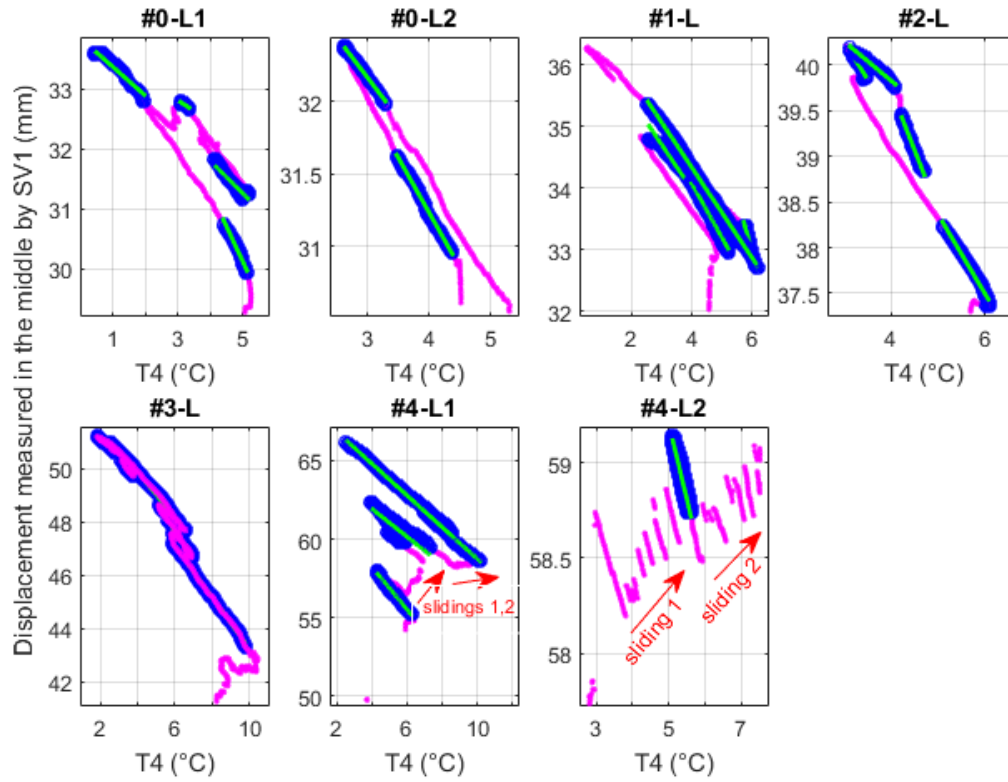 #0-L1 #0-L2 #1-L #2-L
Displacement measured in the middle by SV1 (mm)
33
32
31
30
1 3 5
T4 (°C)
32
31.5
31
3 4 5
T4 (°C)
36
35
34
33
32
2 4 6
T4 (°C)
40
39.5
39
38.5
38
37.5
4 6
T4 (°C)
#3-L #4-L1 #4-L2
50
48
46
44
42
2 6 10
T4 (°C)
65
60
55
50
slidings 1,2
2 6 10
T4 (°C)
59
58.5
58
sliding 1
sliding 2
3 5 7
T4 (°C)